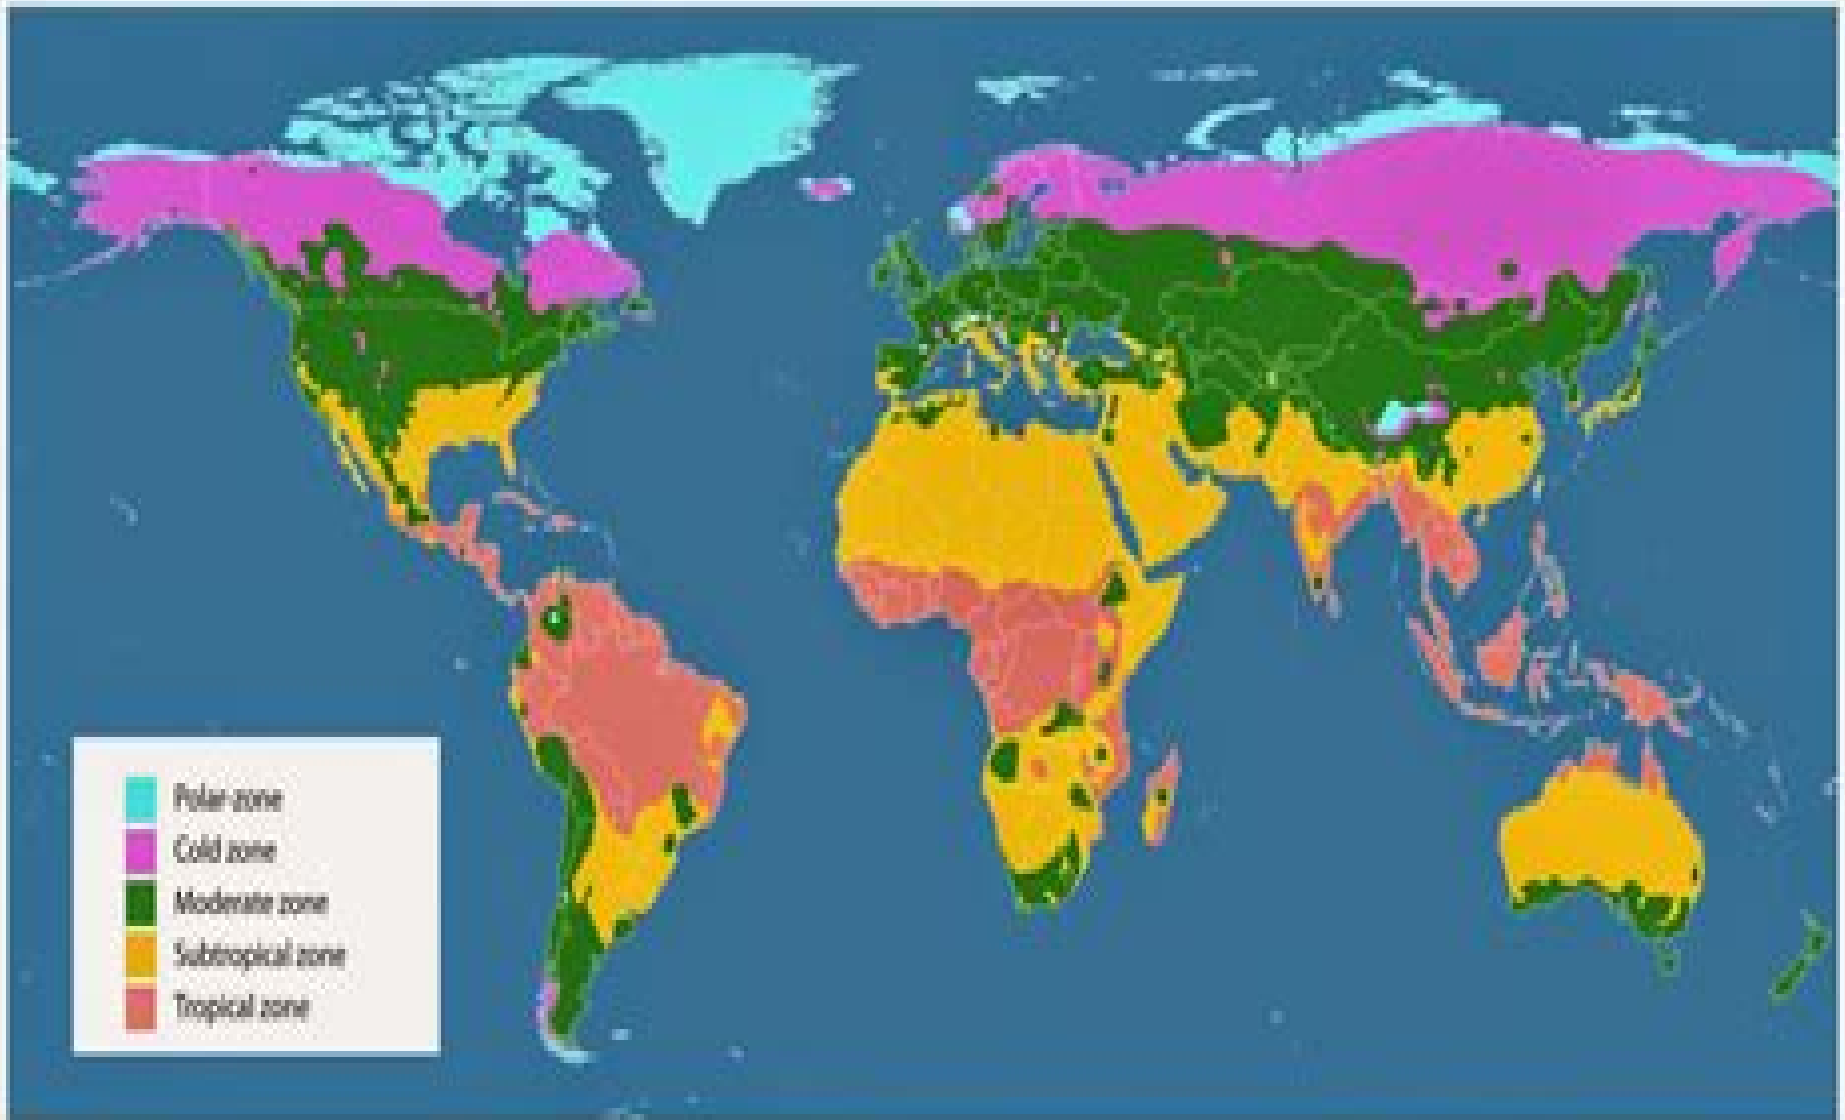 Polar zone
Cold zone
Moderate zone
Subtropical zone
Tropical zone